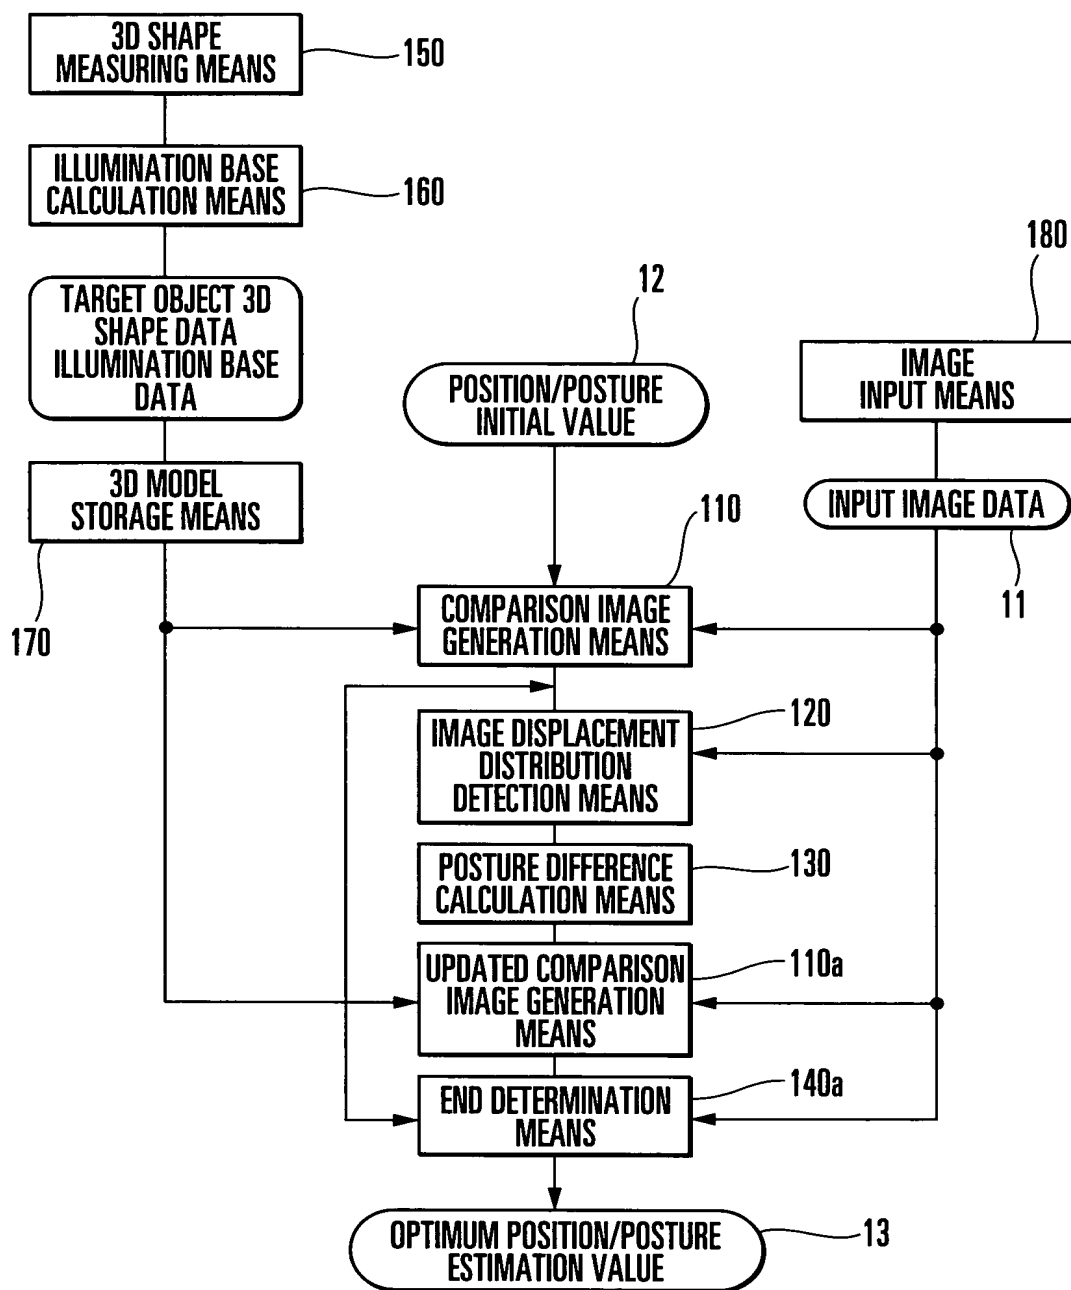 3D SHAPE
MEASURING MEANS
150
ILLUMINATION BASE
CALCULATION MEANS
160
TARGET OBJECT 3D
SHAPE DATA
ILLUMINATION BASE
DATA
3D MODEL
STORAGE MEANS
170
12
POSITION/POSTURE
INITIAL VALUE
180
IMAGE
INPUT MEANS
INPUT IMAGE DATA
11
110
COMPARISON IMAGE
GENERATION MEANS
120
IMAGE DISPLACEMENT
DISTRIBUTION
DETECTION MEANS
POSTURE DIFFERENCE
CALCULATION MEANS
130
UPDATED COMPARISON
IMAGE GENERATION
MEANS
110a
END DETERMINATION
MEANS
140a
OPTIMUM POSITION/POSTURE
ESTIMATION VALUE
13